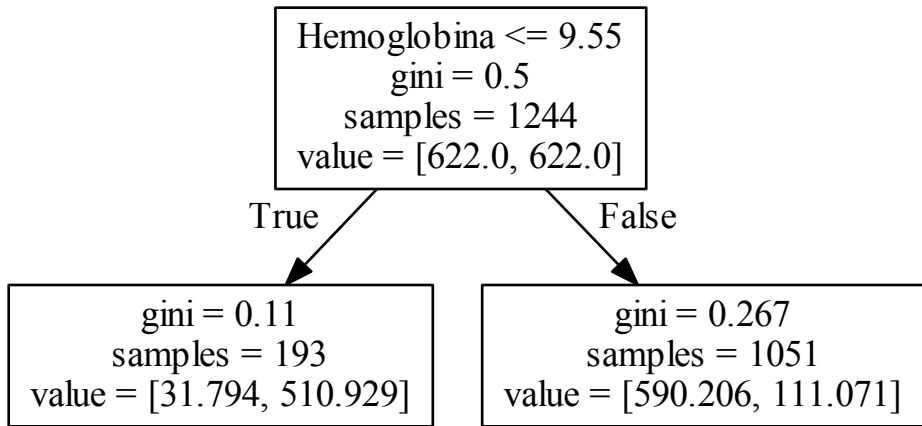 Hemoglobina <= 9.55
gini = 0.5
samples = 1244
value = [622.0, 622.0]
True
False
gini = 0.11
samples = 193
value = [31.794, 510.929]
gini = 0.267
samples = 1051
value = [590.206, 111.071]